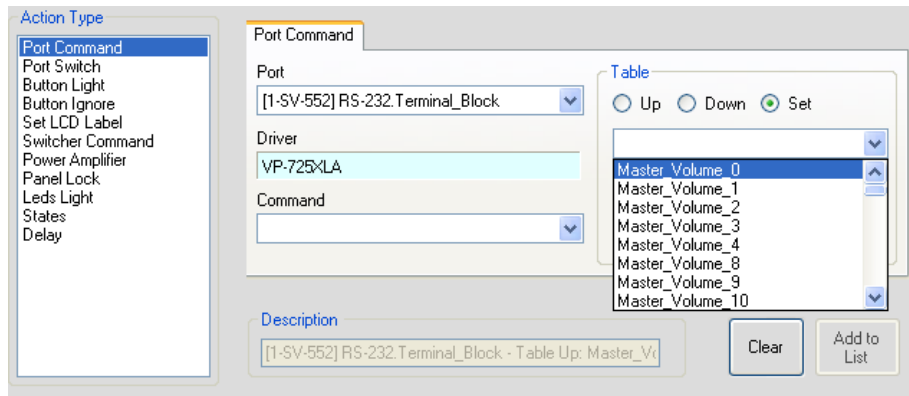 Action Type
Port Command
Port Switch
Button Light
Button Ignore
Set LCD Label
Switcher Command
Power Amplifier
Panel Lock
Leds Light
States
Delay
Port Command
Port
[1-SV-552] RS-232.Terminal_Block
Driver
VP-725XLA
Command
Table
Up Down Set
Master_Volume_0
Master_Volume_1
Master_Volume_2
Master_Volume_3
Master_Volume_4
Master_Volume_8
Master_Volume_9
Master_Volume_10
Description
[1-SV-552] RS-232.Terminal_Block - Table Up: Master_Vo
Clear
Add to
List